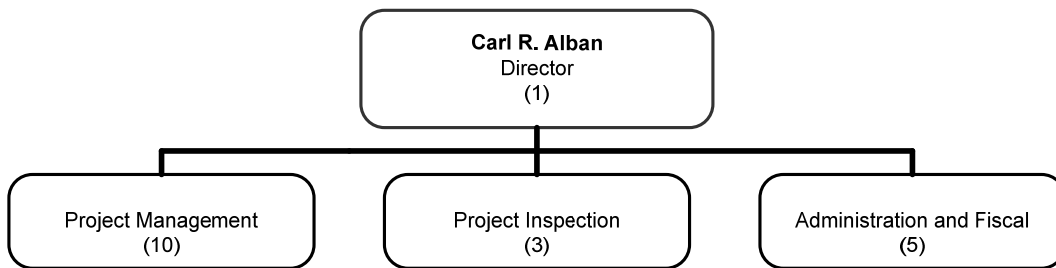 Carl R. Alban
Director
(1)
Project Management
(10)
Project Inspection
(3)
Administration and Fiscal
(5)